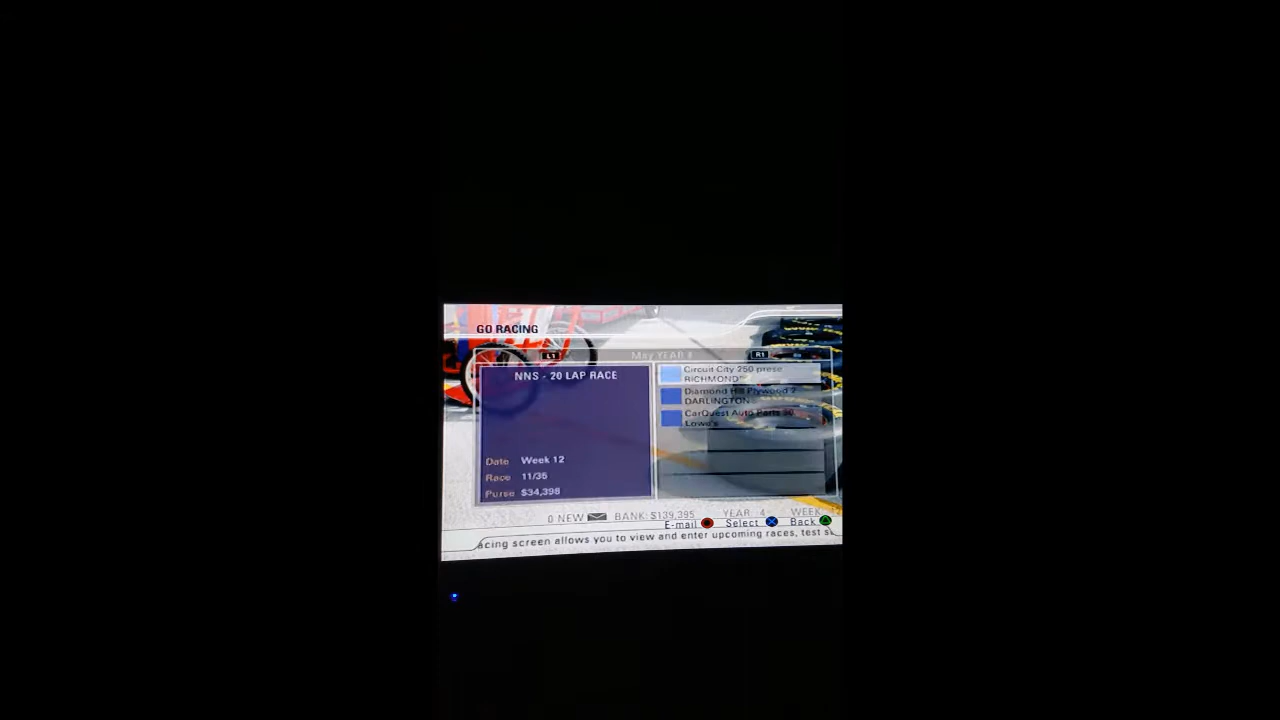 GO RACING
L1 May YEAR 4 R1
NNS - 20 LAP RACE
Date Week 12
Race 11/35
Purse $34,398
Circuit City 250 prese
RICHMOND
Diamond Hill Plywood 2
DARLINGTON
CarQuest Auto Parts 30
Lowe's
0 NEW BANK: $139,395 YEAR: 4 WEEK:
E-mail Select Back
acing screen allows you to view and enter upcoming races, test s